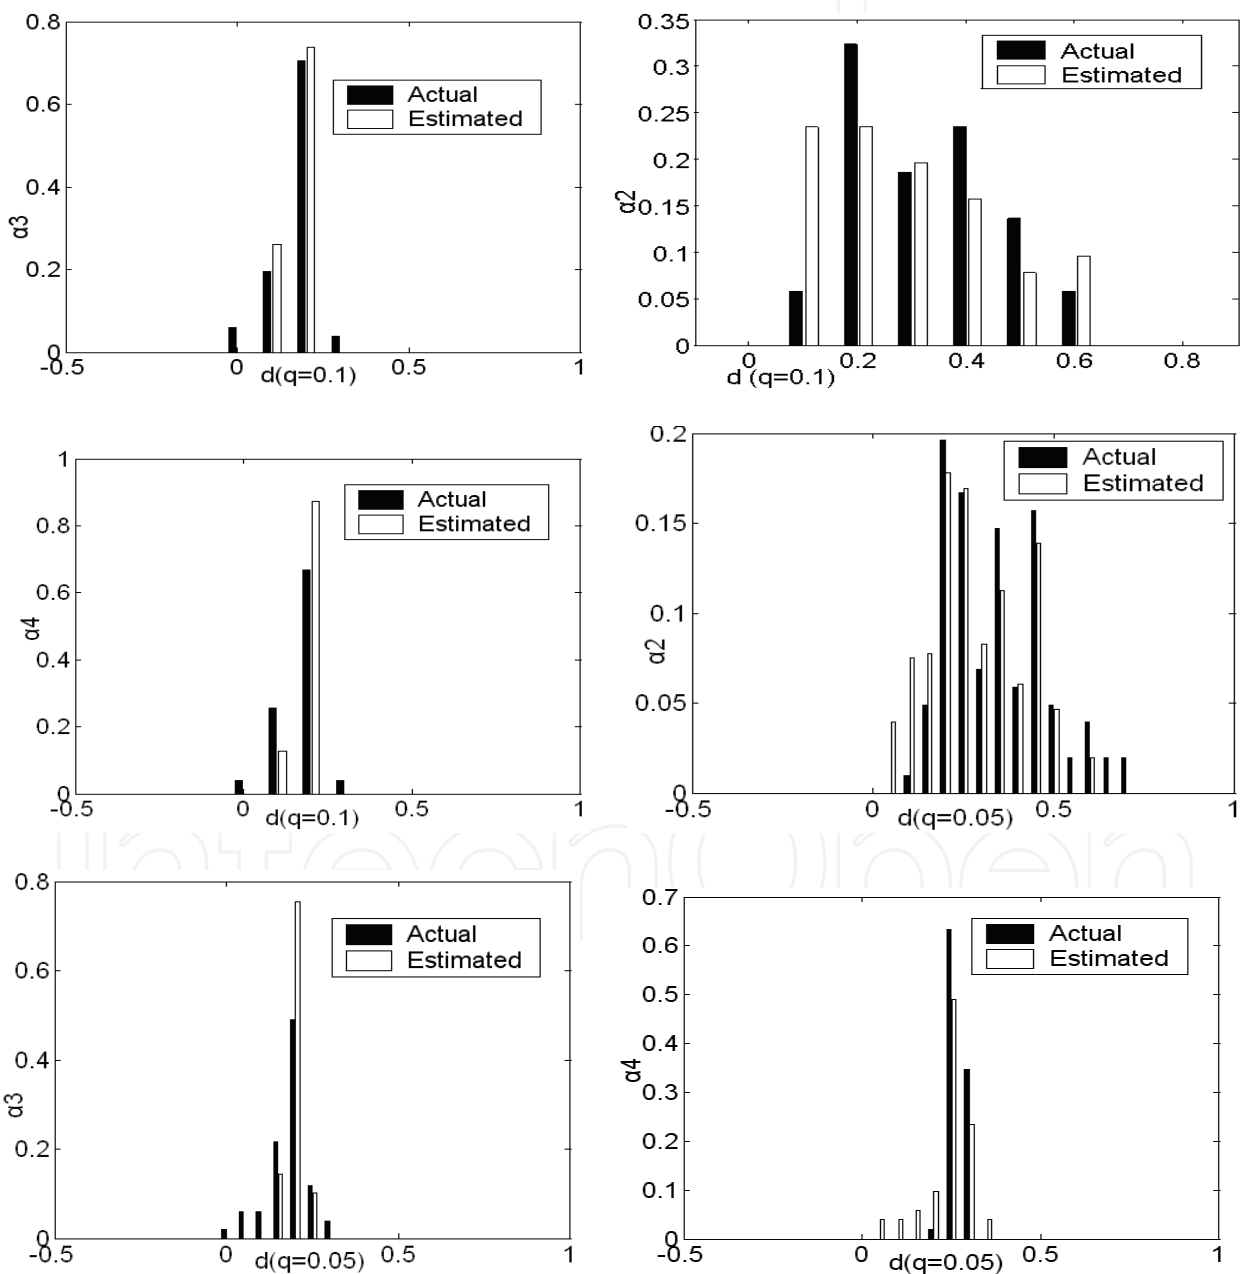 0.8
0.6
0.4
0.2
0
α3
-0.5
0
0.5
1
d(q=0.1)
Actual
Estimated
0.35
0.3
0.25
0.2
0.15
0.1
0.05
0
α2
0
0.2
0.4
0.6
0.8
d (q=0.1)
Actual
Estimated
1
0.8
0.6
0.4
0.2
0
α4
-0.5
0
0.5
1
d(q=0.1)
Actual
Estimated
0.2
0.15
0.1
0.05
0
α2
-0.5
0
0.5
1
d(q=0.05)
Actual
Estimated
0.8
0.6
0.4
0.2
0
α3
-0.5
0
0.5
1
d(q=0.05)
Actual
Estimated
0.7
0.6
0.5
0.4
0.3
0.2
0.1
0
α4
-0.5
0
0.5
1
d(q=0.05)
Actual
Estimated
IntechOpen